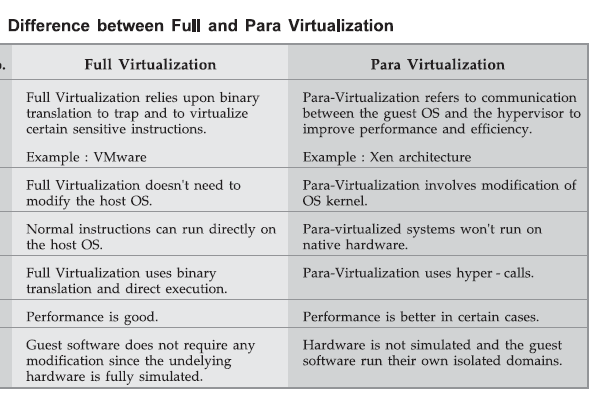 Difference between Full and Para Virtualization
o. Full Virtualization Para Virtualization
Full Virtualization relies upon binary
translation to trap and to virtualize
certain sensitive instructions.
Example : VMware
Para-Virtualization refers to communication
between the guest OS and the hypervisor to
improve performance and efficiency.
Example : Xen architecture
Full Virtualization doesn't need to
modify the host OS.
Para-Virtualization involves modification of
OS kernel.
Normal instructions can run directly on
the host OS.
Para-virtualized systems won't run on
native hardware.
Full Virtualization uses binary
translation and direct execution.
Para-Virtualization uses hyper - calls.
Performance is good.
Performance is better in certain cases.
Guest software does not require any
modification since the undelying
hardware is fully simulated.
Hardware is not simulated and the guest
software run their own isolated domains.